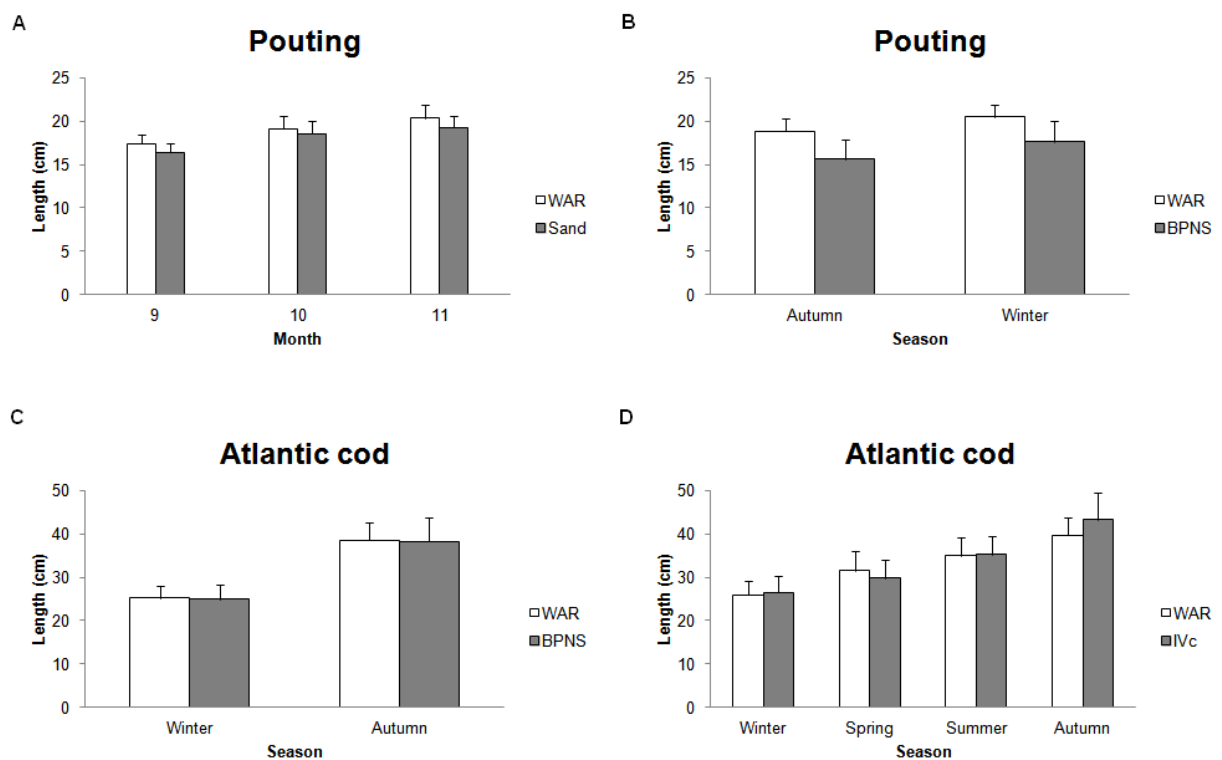 A
Pouting
25
20
15
10
5
0
Length (cm)
9 10 11
Month
WAR
Sand
B
Pouting
25
20
15
10
5
0
Length (cm)
Autumn Winter
Season
WAR
BPNS
C
Atlantic cod
50
40
30
20
10
0
Length (cm)
Winter Autumn
Season
WAR
BPNS
D
Atlantic cod
50
40
30
20
10
0
Length (cm)
Winter Spring Summer Autumn
Season
WAR
IVc